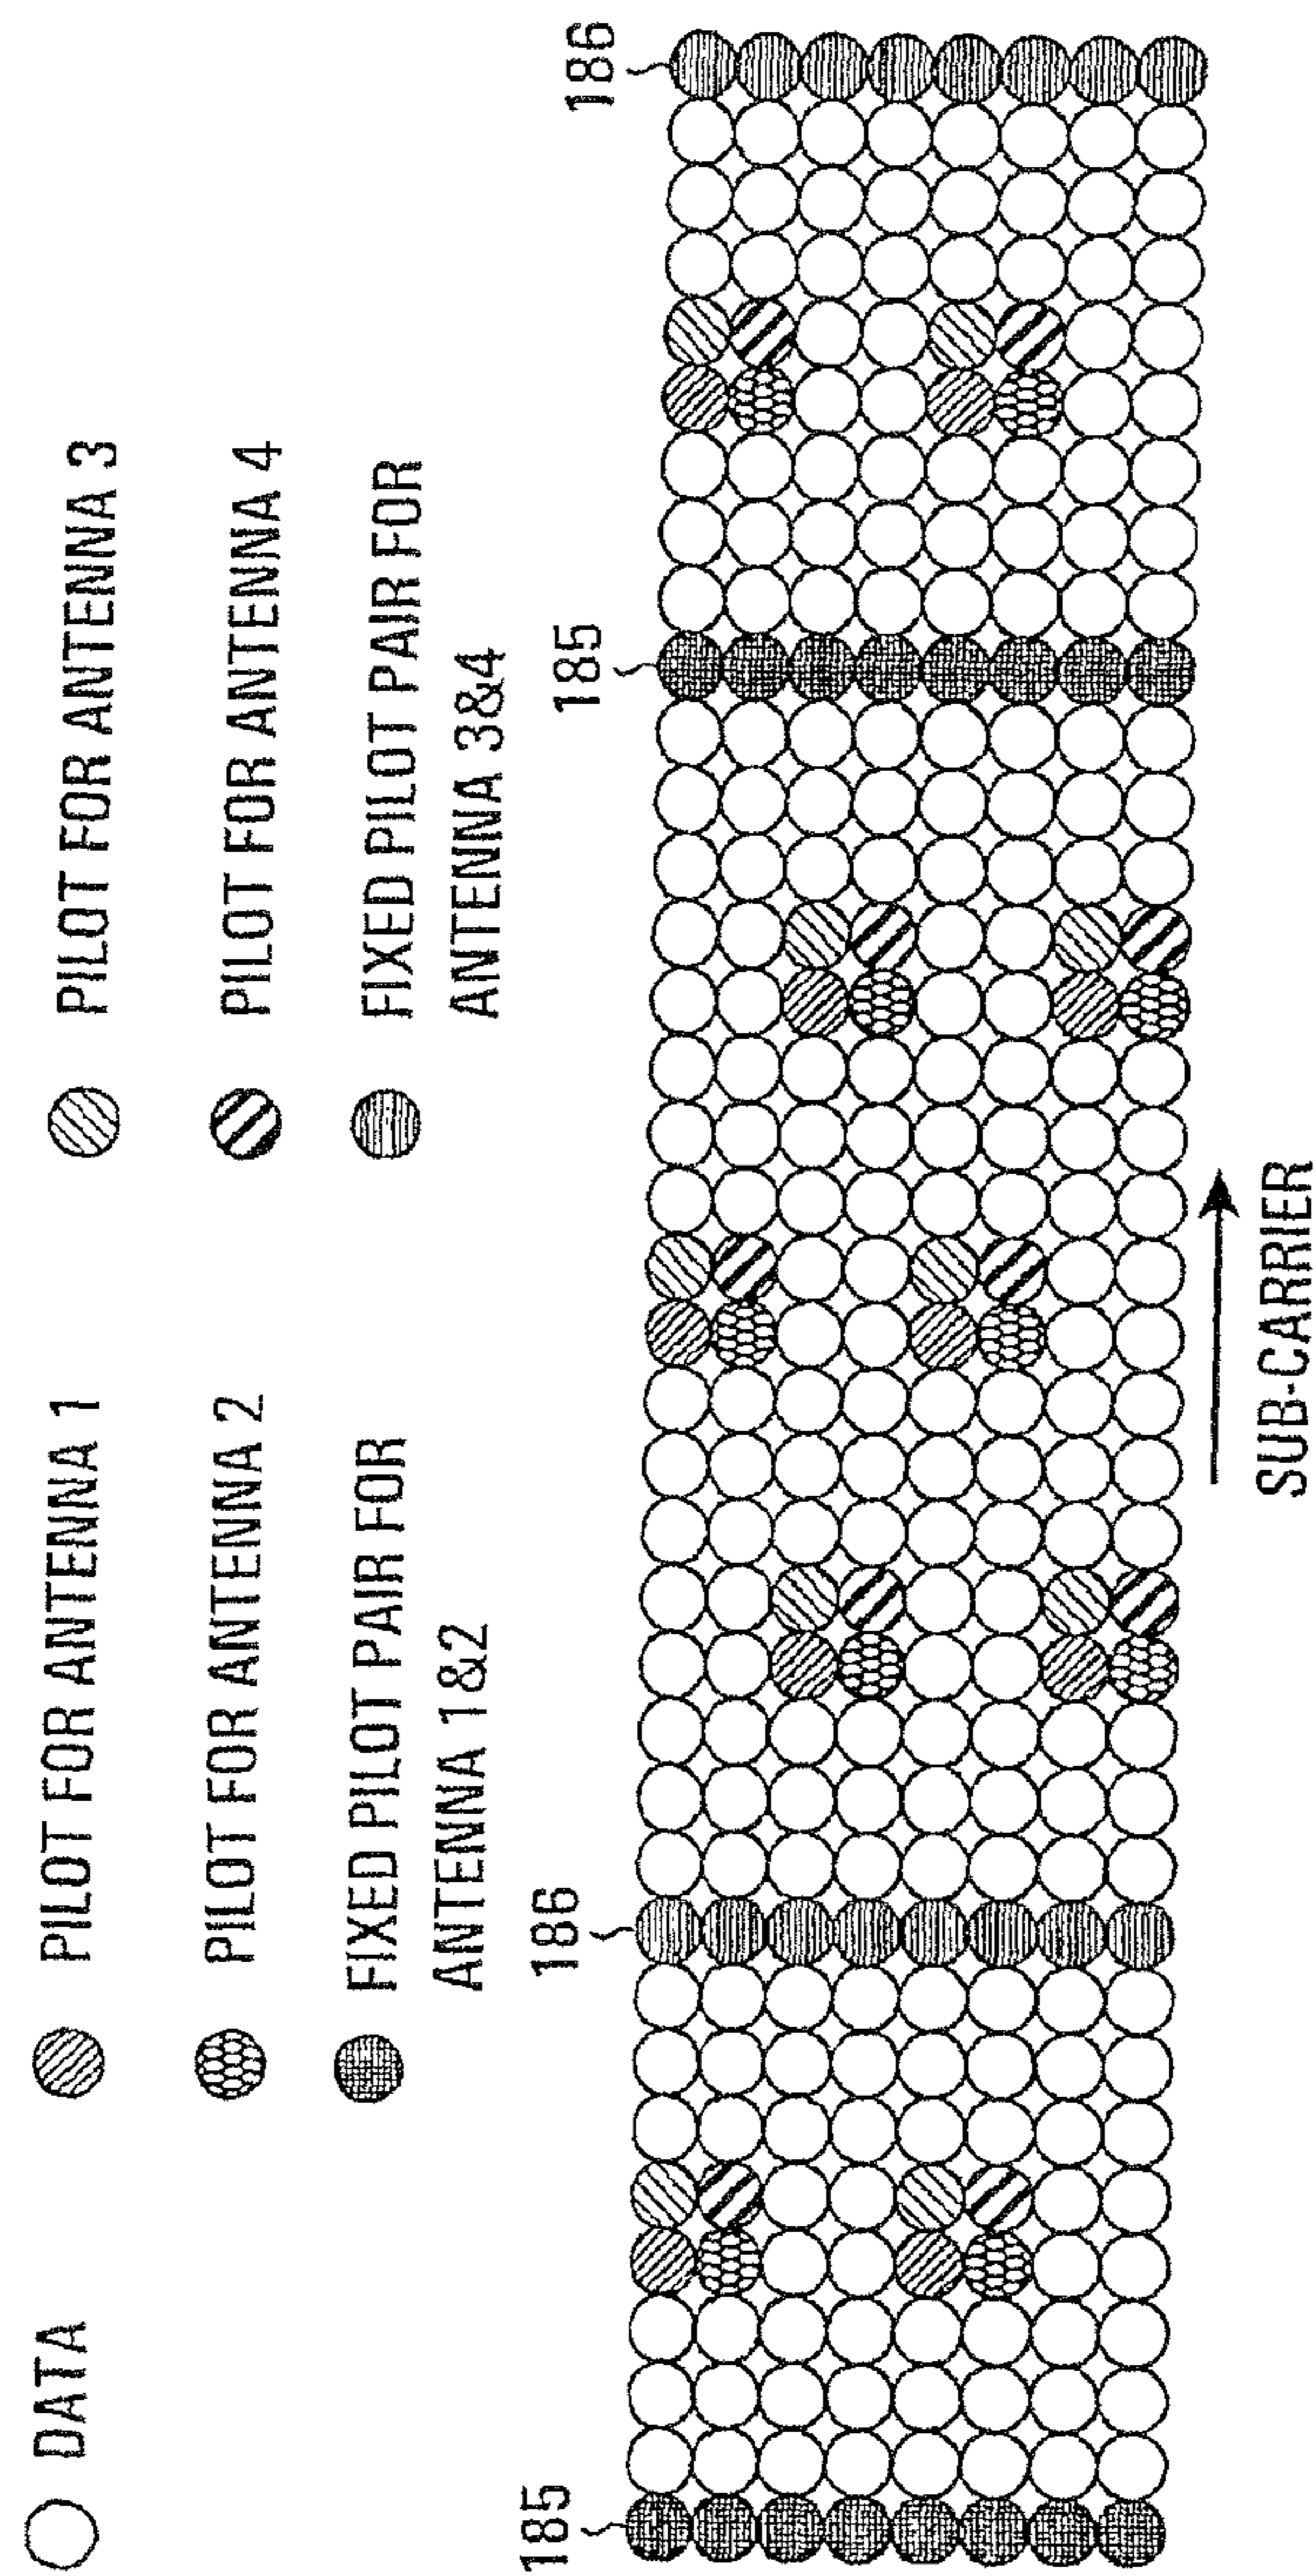 DATA
PILOT FOR ANTENNA 1
PILOT FOR ANTENNA 2
FIXED PILOT PAIR FOR
ANTENNA 1&2
PILOT FOR ANTENNA 3
PILOT FOR ANTENNA 4
FIXED PILOT PAIR FOR
ANTENNA 3&4
185
186
185
186
SUB-CARRIER